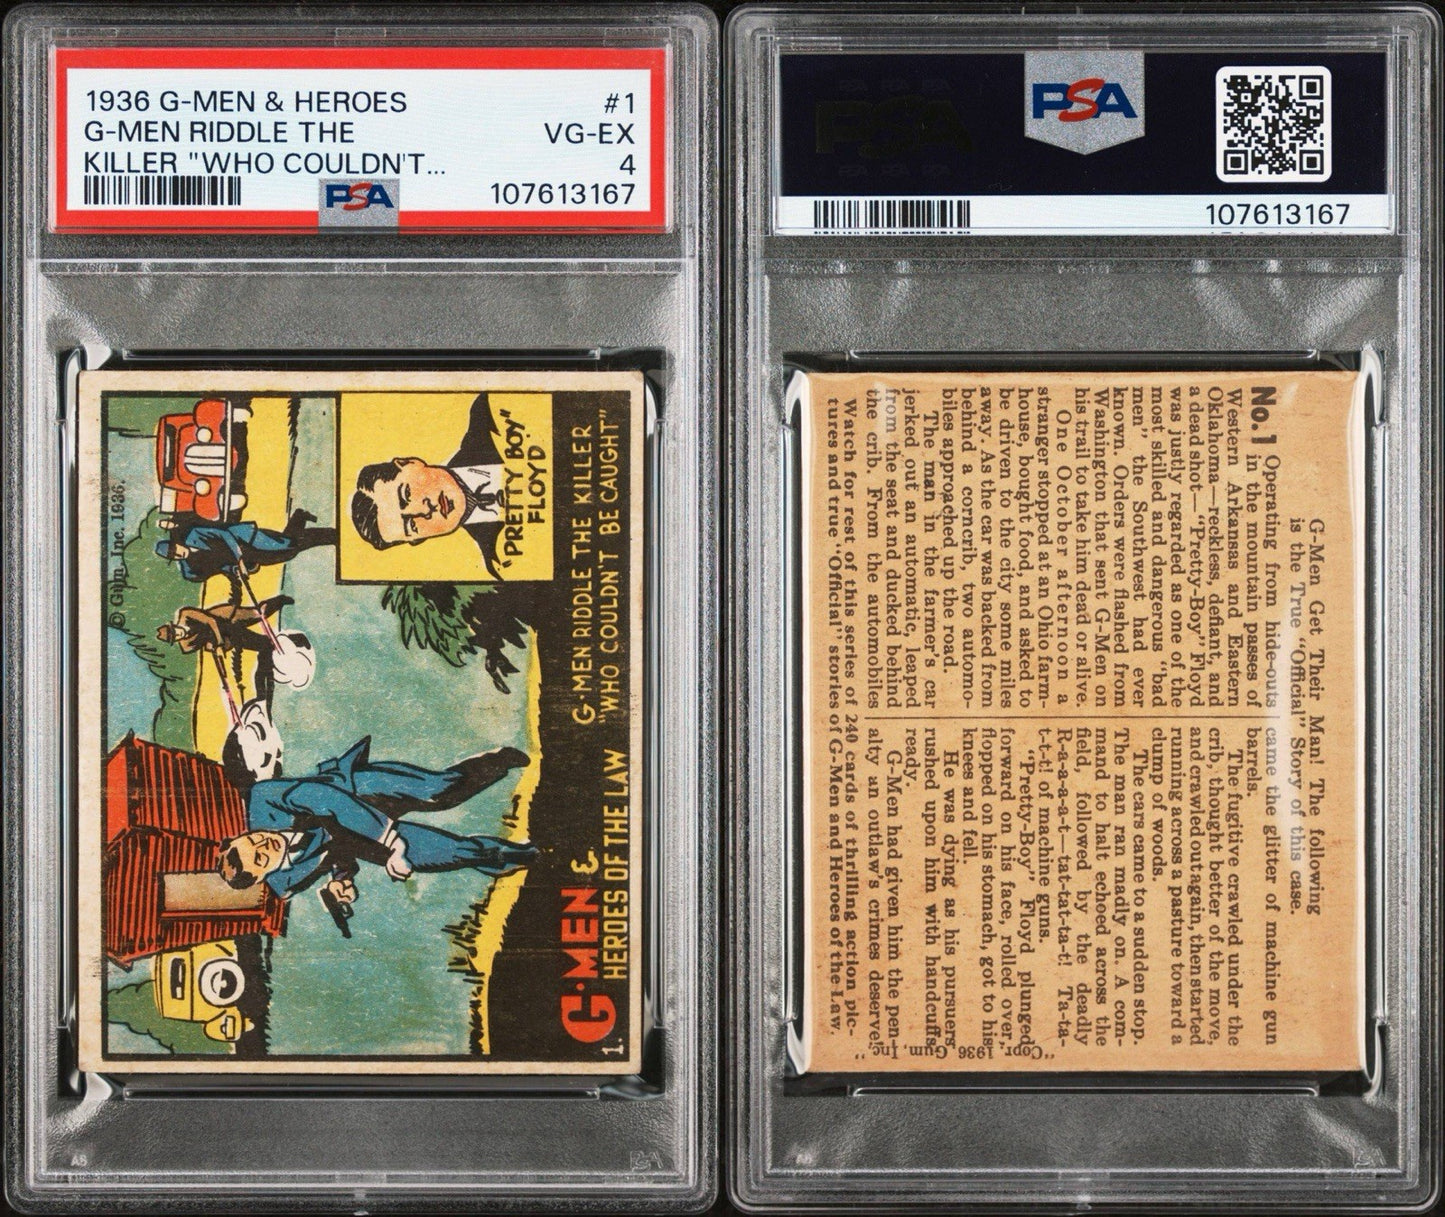 1936 G-MEN & HEROES
#1
G-MEN RIDDLE THE
VG-EX
KILLER "WHO COULDN'T...
4
PSA
107613167
© Gum, Inc. 1936.
"PRETTY BOY"
FLOYD.
G-MEN RIDDLE THE KILLER
"WHO COULDN'T BE CAUGHT"
G-MEN &
HEROES OF THE LAW
1.
PSA
107613167
G-Men Get Their Man! The following
is the True "Official" Story of this case.
No. 1 Operating from hide-outs
in the mountain passes of
Western Arkansas and Eastern
Oklahoma—reckless, defiant, and
a dead shot—"Pretty-Boy" Floyd
was justly regarded as one of the
most skilled and dangerous "bad
men" the Southwest had ever
known. Orders were flashed from
Washington that sent G-Men on
his trail to take him dead or alive.
One October afternoon a
stranger stopped at an Ohio farm-
house, bought food, and asked to
be driven to the city some miles
away. As the car was backed from
behind a corncrib, two automo-
biles approached up the road.
The man in the farmer's car
jerked out an automatic, leaped
from the seat and ducked behind
the crib. From the automobiles
came the glitter of machine gun
barrels.
The fugitive crawled under the
crib, thought better of the move,
and crawled out again, then started
running across a pasture toward a
clump of woods.
The cars came to a sudden stop.
The man ran madly on. A com-
mand to halt echoed across the
field, followed by the deadly
R-a-a-a-a-t—tat-tat-ta-t! Ta-ta-
t-t-t! of machine guns.
"Pretty-Boy" Floyd plunged
forward on his face, rolled over,
flopped on his stomach, got to his
knees and fell.
He was dying as his pursuers
rushed upon him with handcuffs
ready.
G-Men had given him the pen-
alty an outlaw's crimes deserve!
Watch for rest of this series of 240 cards of thrilling action pic-
tures and true "Official" stories of G-Men and Heroes of the Law.
"Copr. 1936 Gum, Inc."